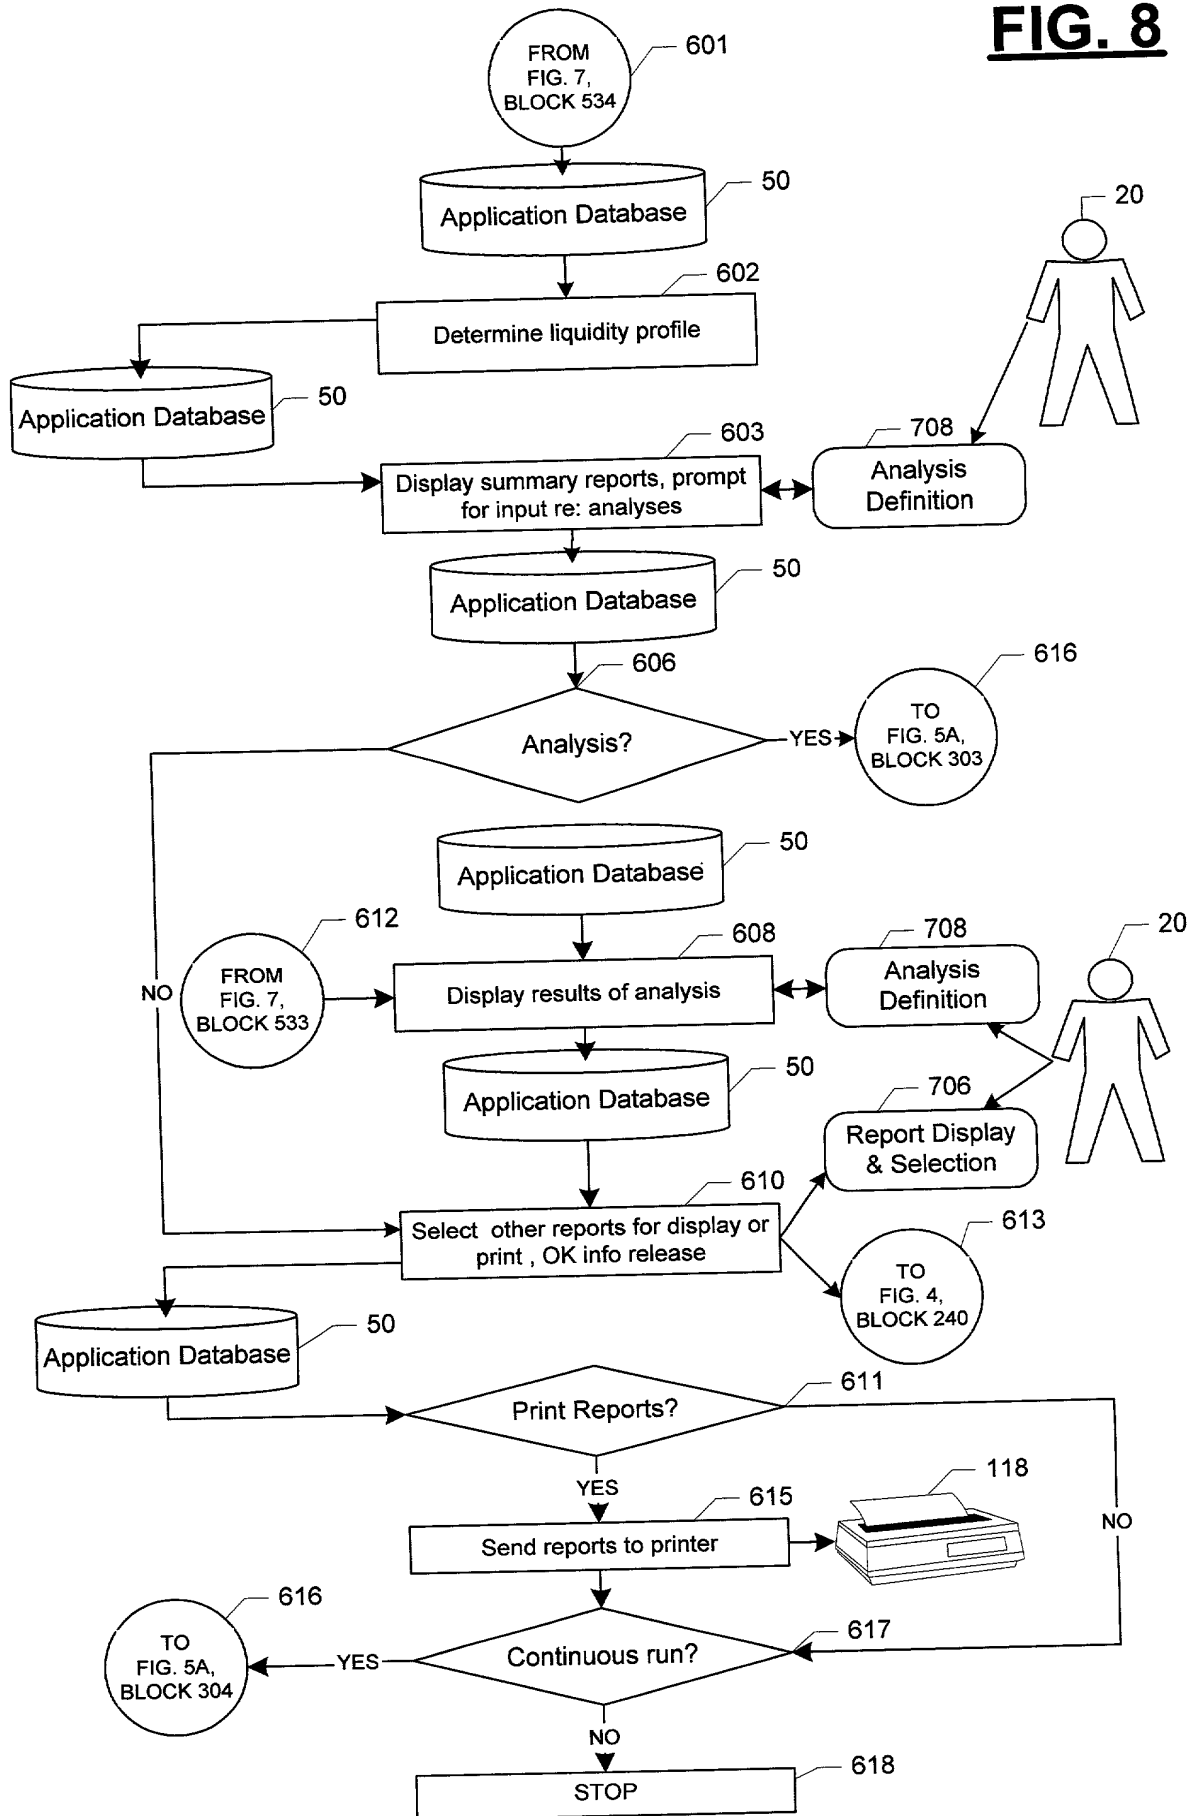 FIG. 8
FROM
FIG. 7,
BLOCK 534
601
Application Database
50
20
602
Determine liquidity profile
Application Database
50
603
Display summary reports, prompt
for input re: analyses
708
Analysis
Definition
Application Database
50
606
Analysis?
YES
616
TO
FIG. 5A,
BLOCK 303
NO
Application Database
50
612
FROM
FIG. 7,
BLOCK 533
608
Display results of analysis
708
Analysis
Definition
20
Application Database
50
706
Report Display
& Selection
610
Select other reports for display or
print , OK info release
613
TO
FIG. 4,
BLOCK 240
Application Database
50
611
Print Reports?
YES
NO
615
Send reports to printer
118
616
TO
FIG. 5A,
BLOCK 304
YES
617
Continuous run?
NO
618
STOP